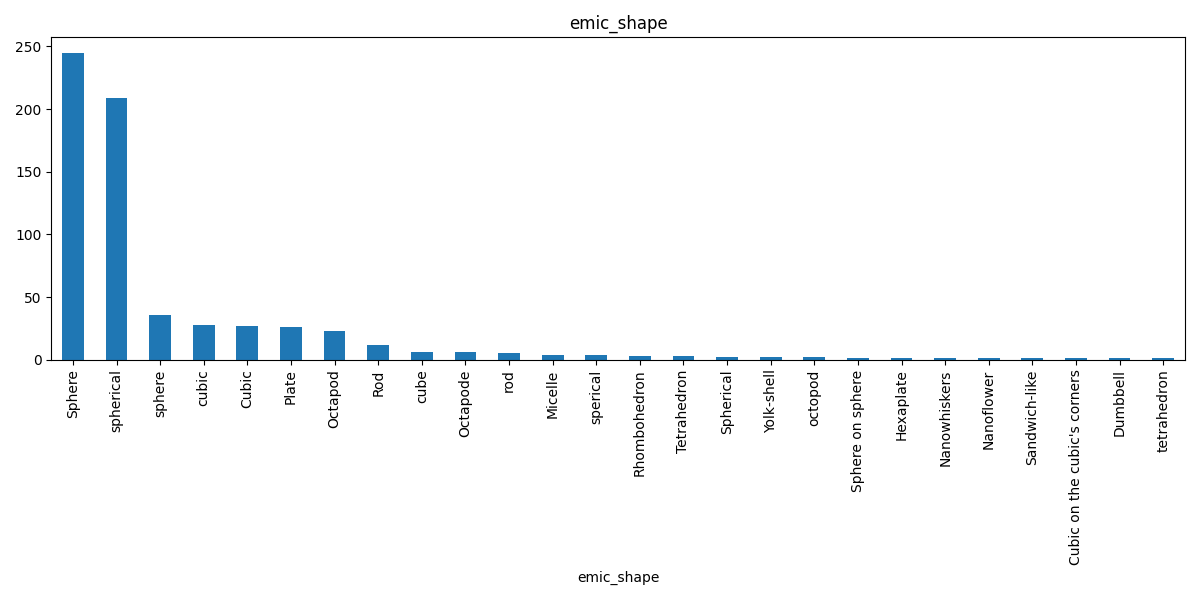 emic_shape
250
200
150
100
50
0
Sphere
spherical
sphere
cubic
Cubic
Plate
Octapod
Rod
cube
Octapode
rod
Micelle
sperical
Rhombohedron
Tetrahedron
Spherical
Yolk-shell
octopod
Sphere on sphere
Hexaplate
Nanowhiskers
Nanoflower
Sandwich-like
Cubic on the cubic's corners
Dumbbell
tetrahedron
emic_shape